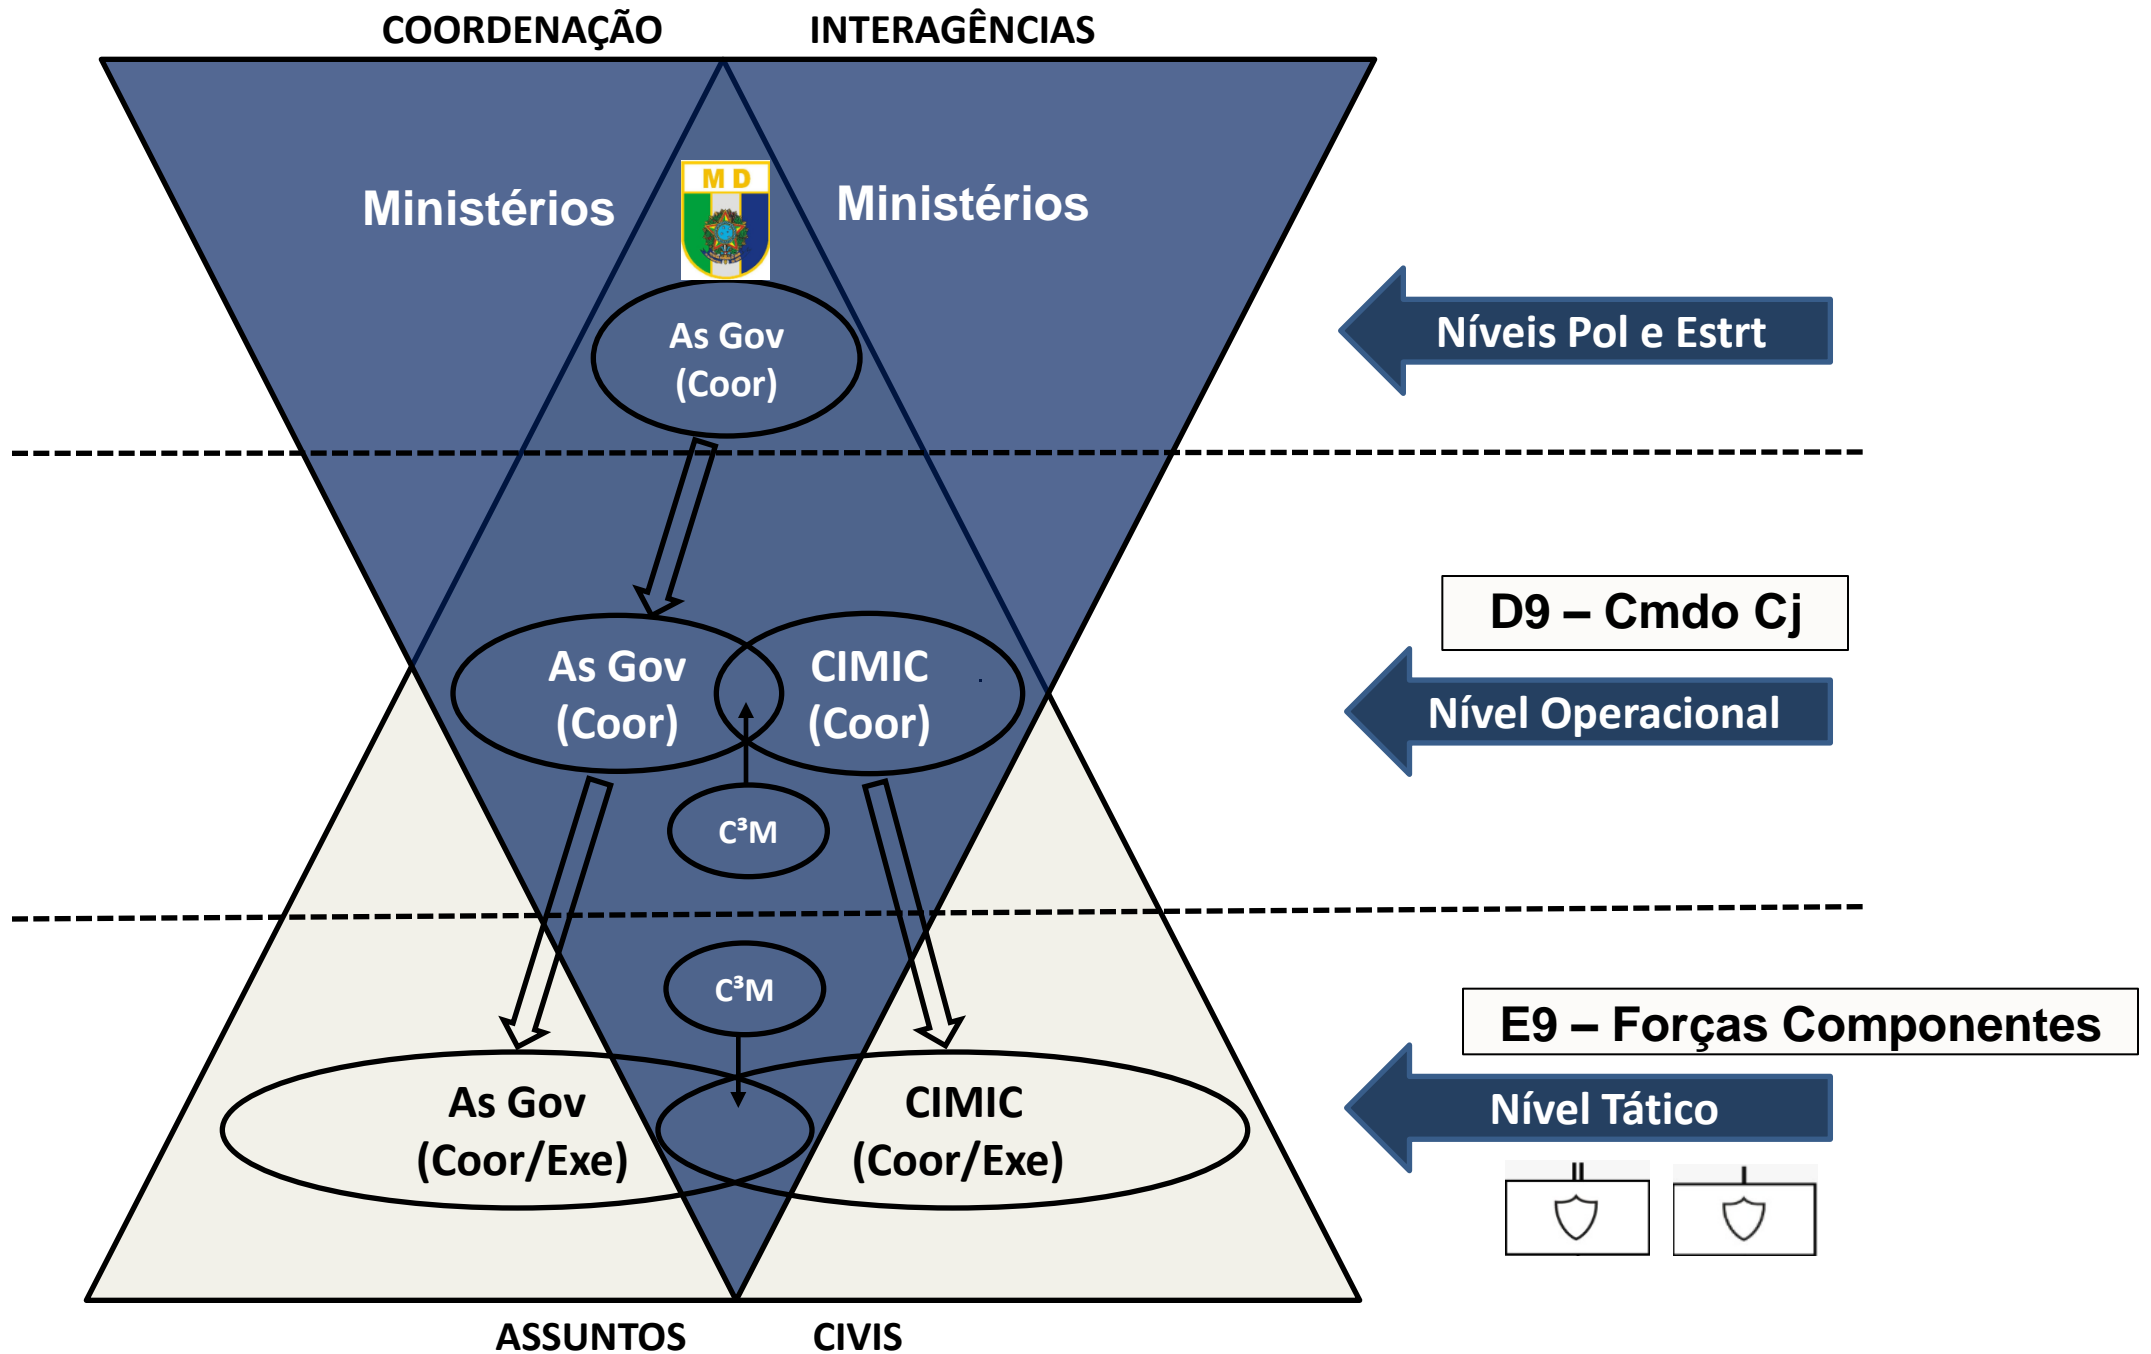 COORDENAÇÃO INTERAGÊNCIAS
M D
Ministérios
Ministérios
As Gov
(Coor)
Níveis Pol e Estrt
D9 – Cmdo Cj
As Gov
(Coor)
CIMIC
(Coor)
Nível Operacional
C³M
C³M
E9 – Forças Componentes
As Gov
(Coor/Exe)
CIMIC
(Coor/Exe)
Nível Tático
ASSUNTOS CIVIS